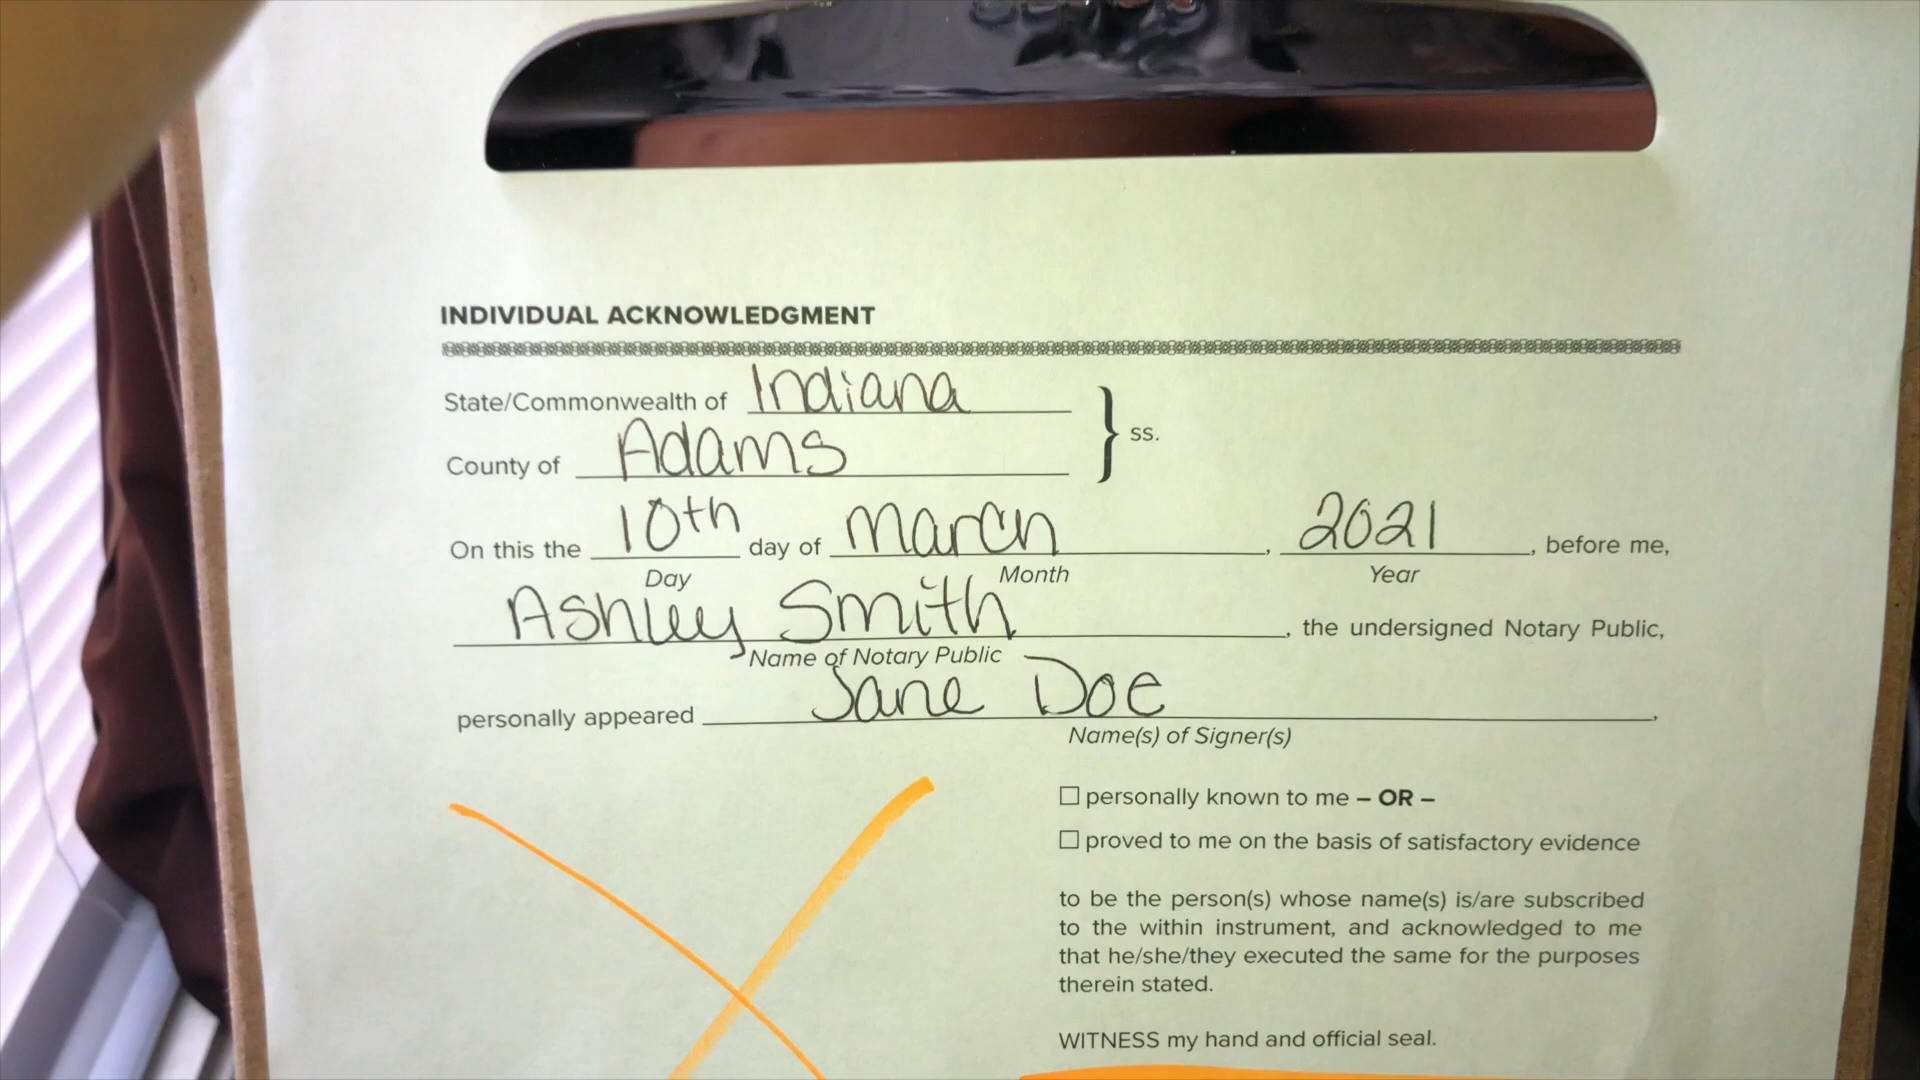 INDIVIDUAL ACKNOWLEDGMENT
State/Commonwealth of Indiana
County of Adams
} ss.
On this the 10th day of March, 2021, before me,
Day Month Year
Ashley Smith, the undersigned Notary Public,
Name of Notary Public
personally appeared Jane Doe,
Name(s) of Signer(s)
☐ personally known to me – OR –
☐ proved to me on the basis of satisfactory evidence
to be the person(s) whose name(s) is/are subscribed
to the within instrument, and acknowledged to me
that he/she/they executed the same for the purposes
therein stated.
WITNESS my hand and official seal.